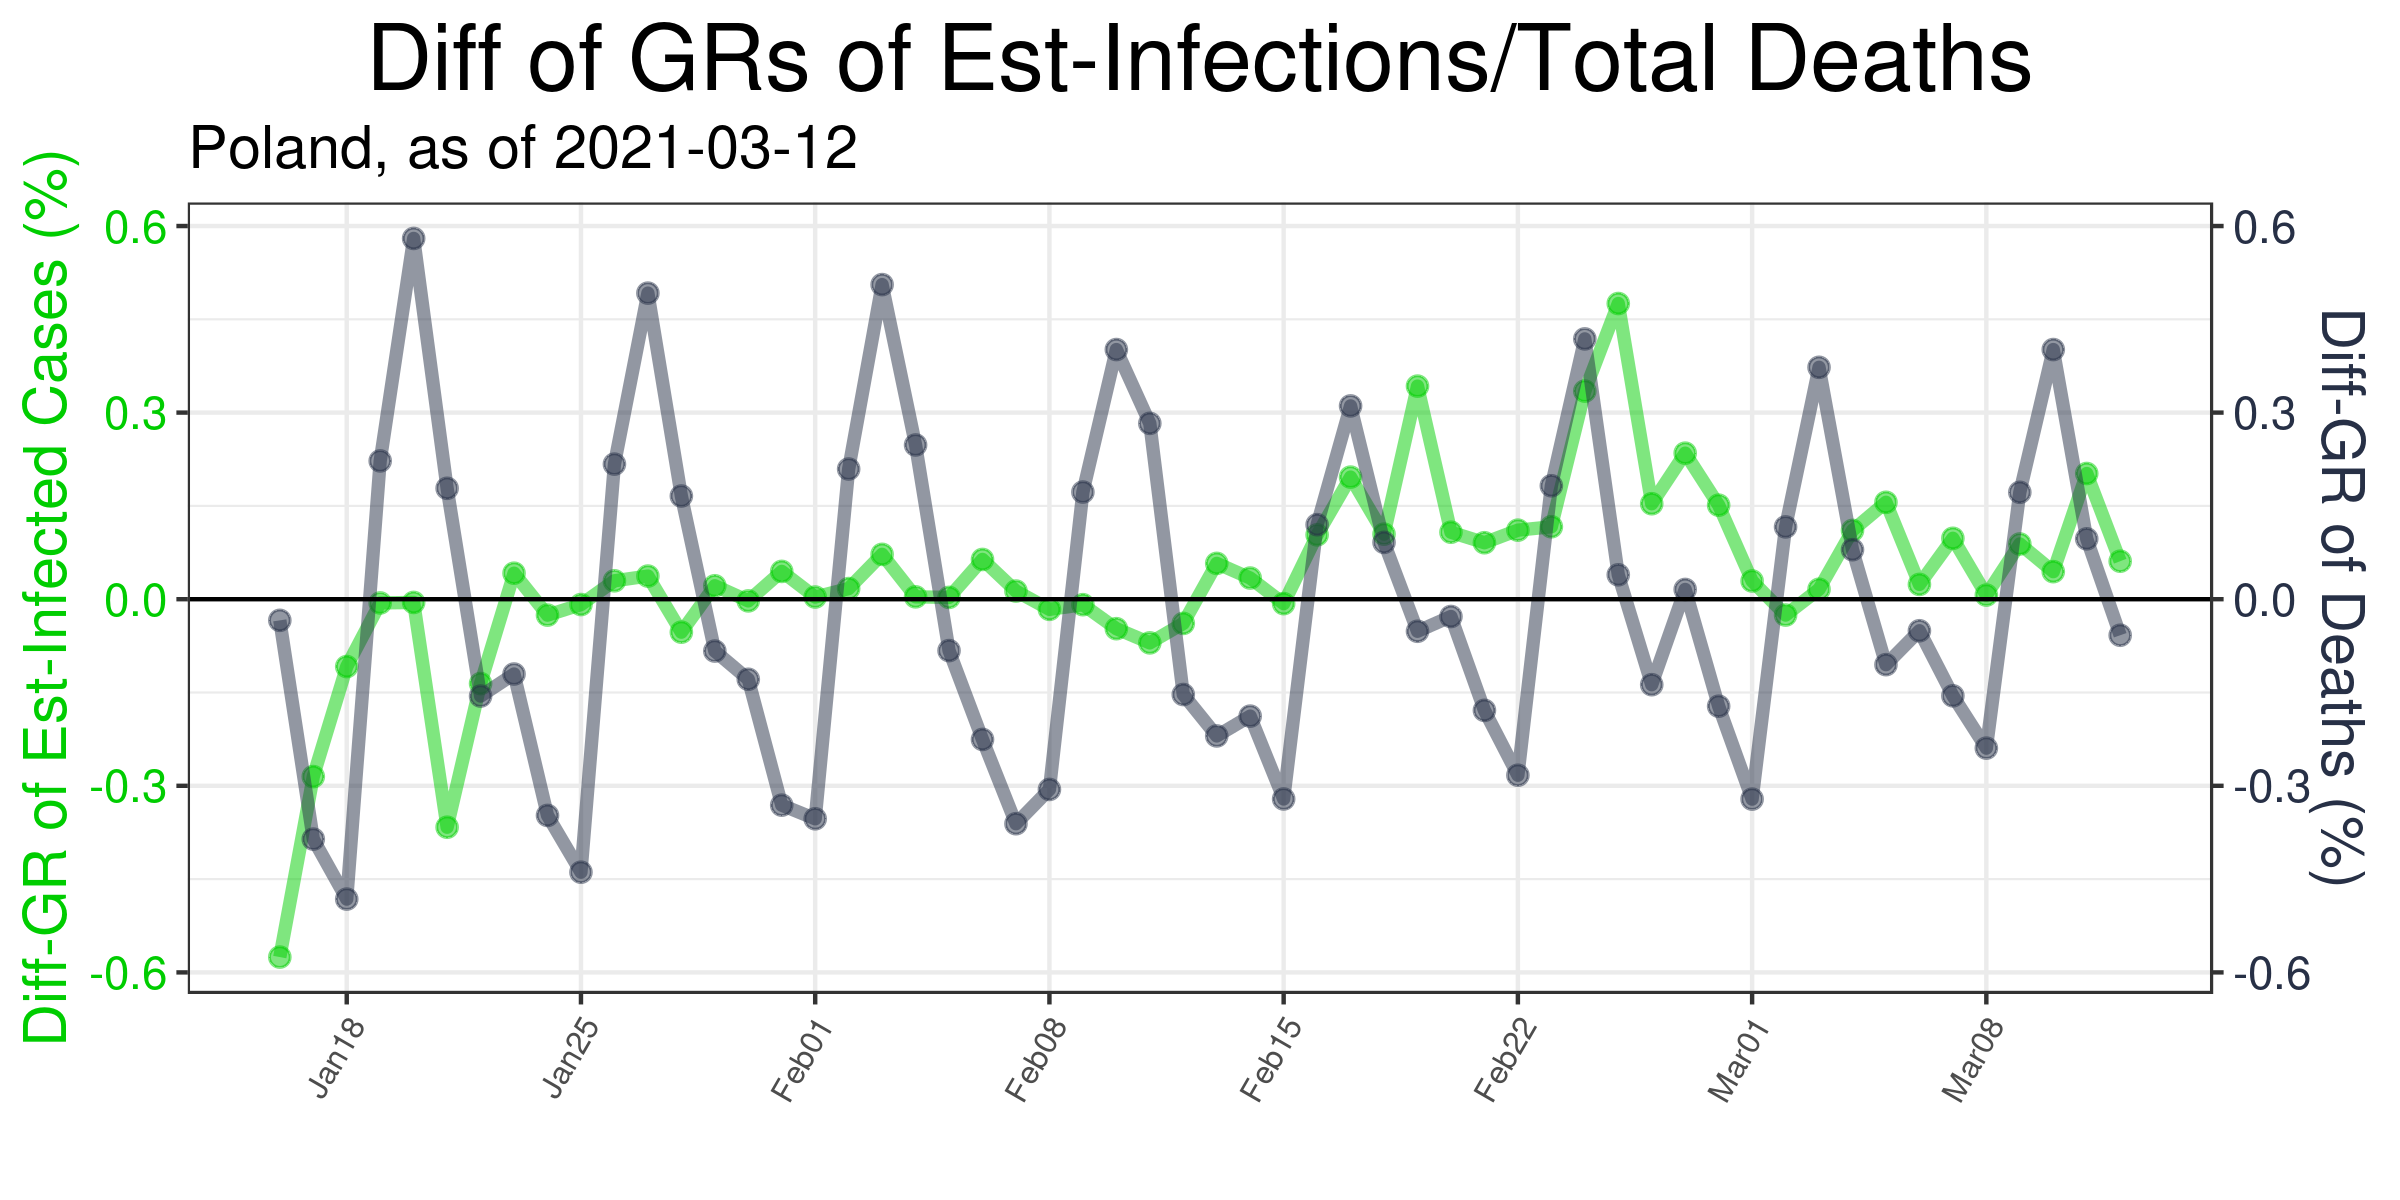 Diff of GRs of Est-Infections/Total Deaths
Poland, as of 2021-03-12
Diff-GR of Est-Infected Cases (%)
0.6
0.3
0.0
-0.3
-0.6
0.6
0.3
0.0
-0.3
-0.6
Diff-GR of Deaths (%)
Jan18
Jan25
Feb01
Feb08
Feb15
Feb22
Mar01
Mar08